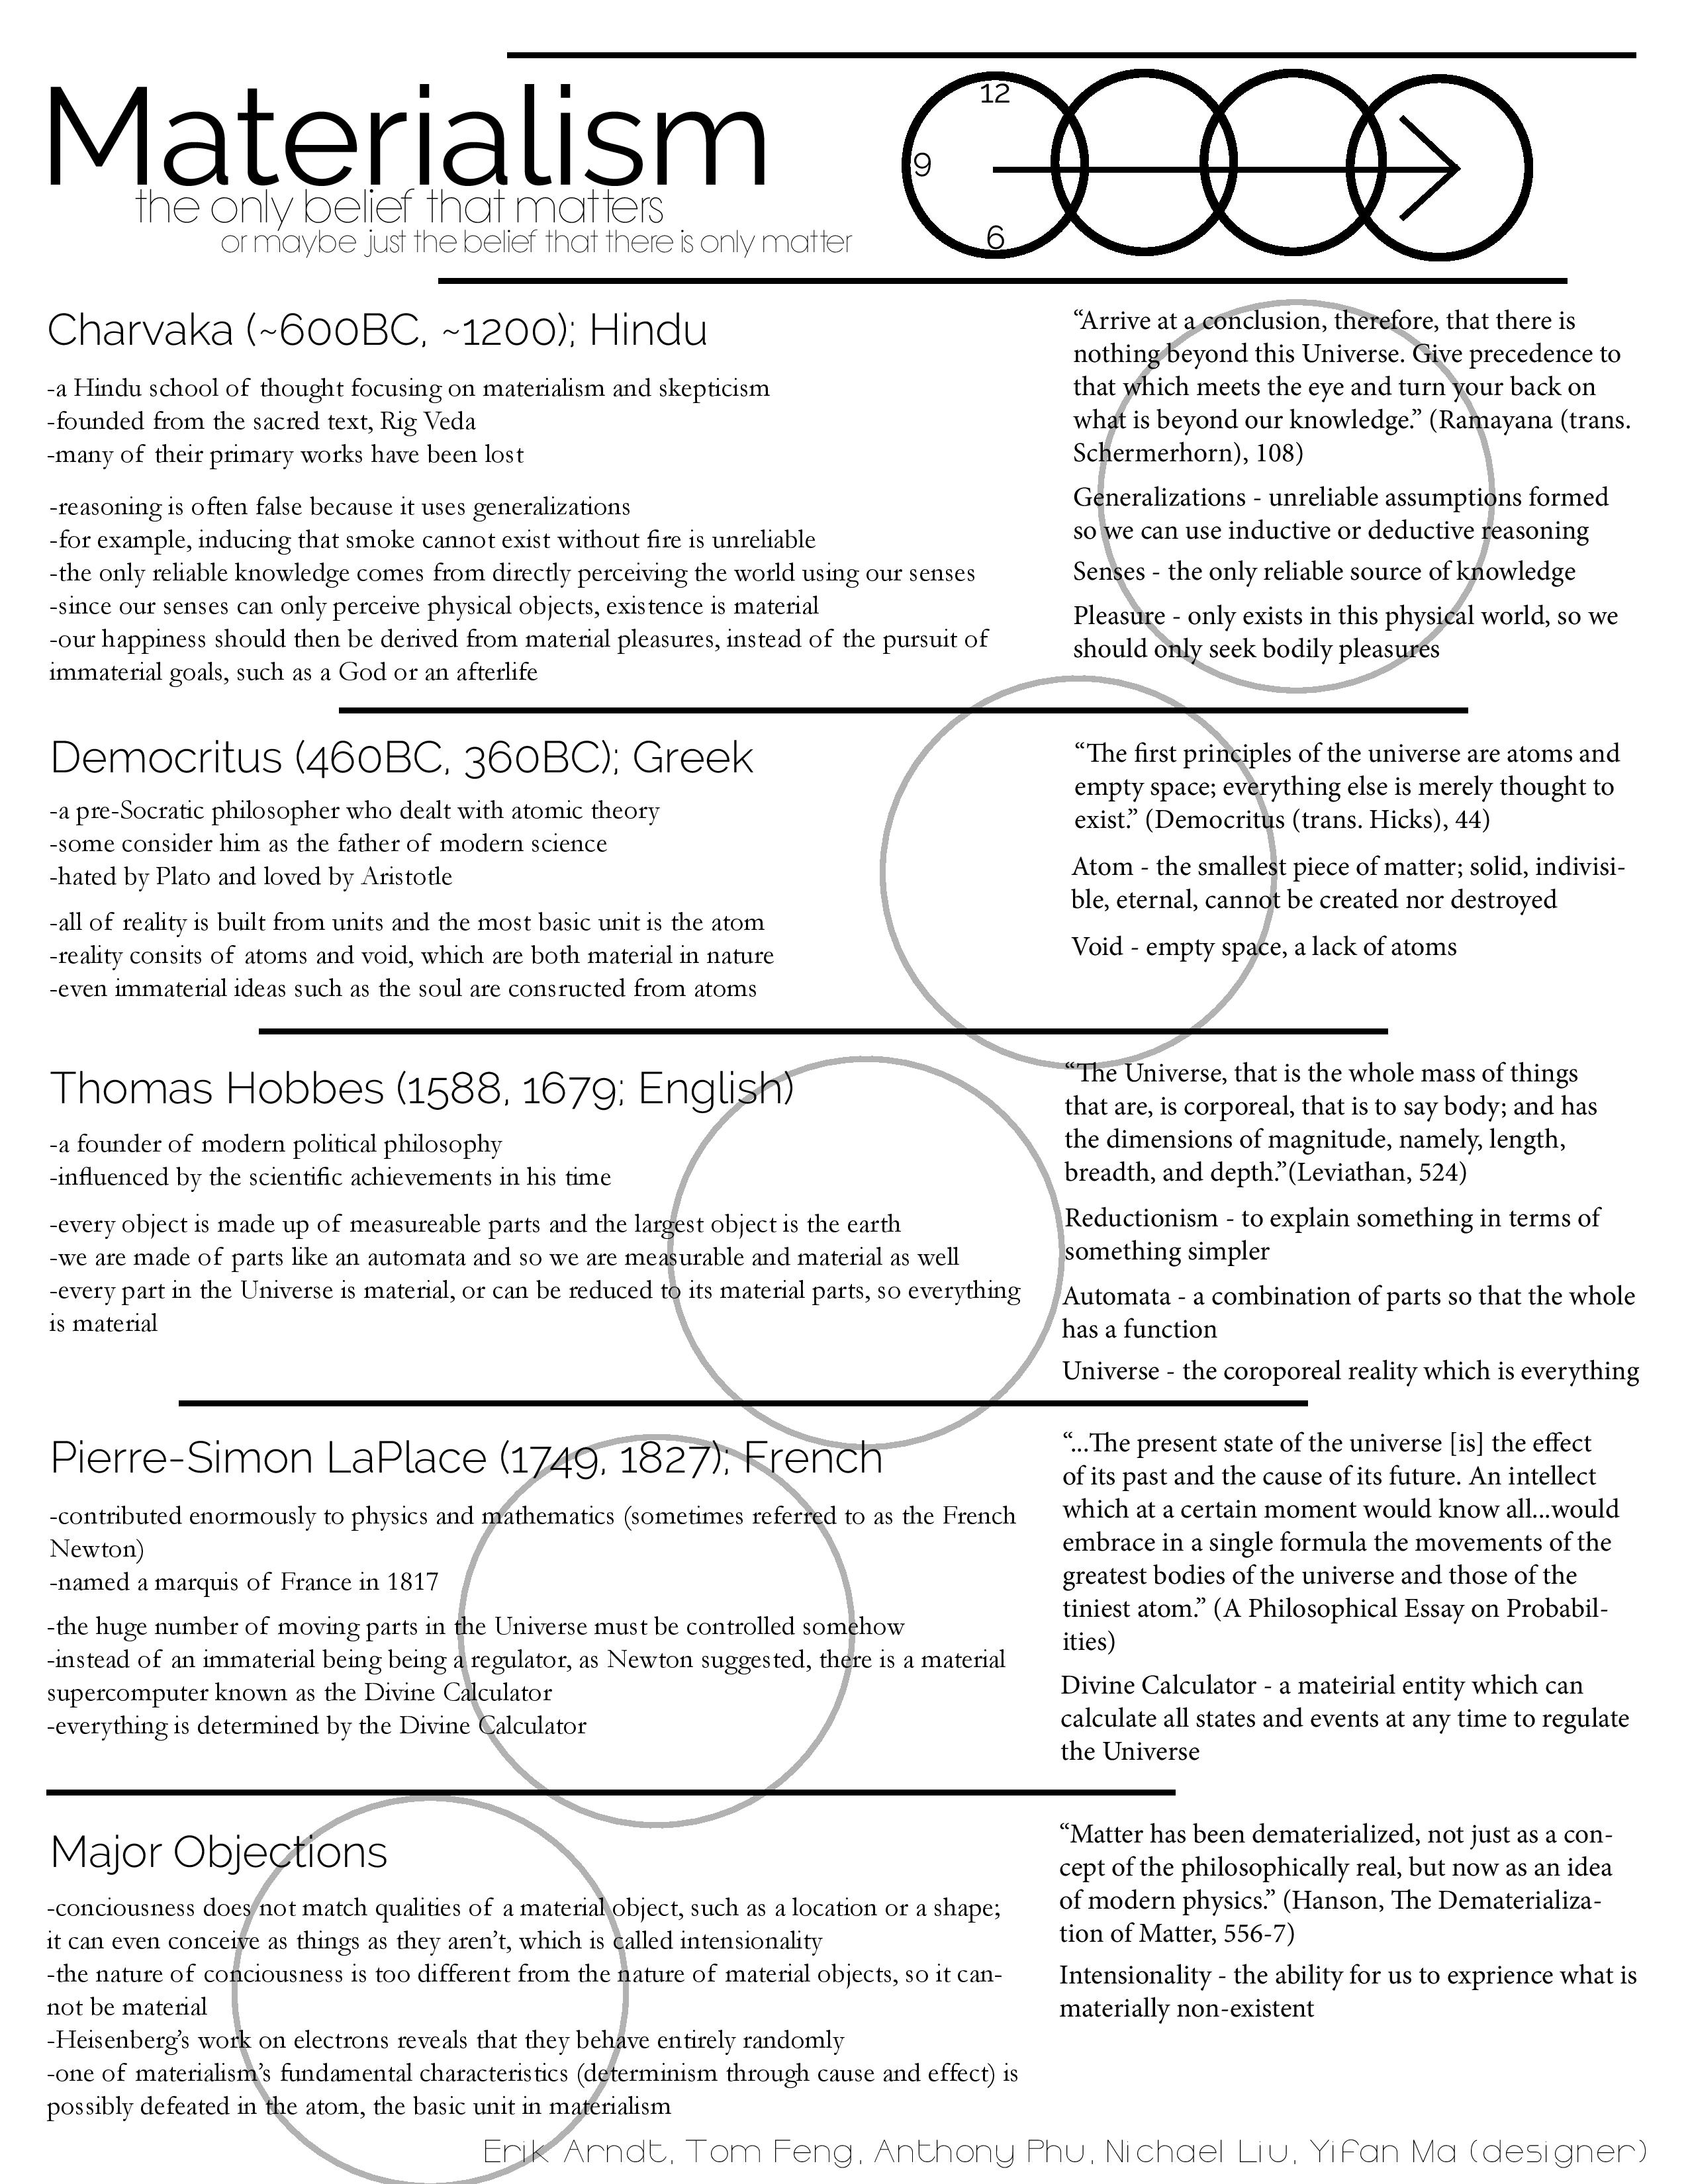 Materialism
the only belief that matters
or maybe just the belief that there is only matter
12
9
6
Charvaka (~600BC, ~1200); Hindu
-a Hindu school of thought focusing on materialism and skepticism
-founded from the sacred text, Rig Veda
-many of their primary works have been lost
-reasoning is often false because it uses generalizations
-for example, inducing that smoke cannot exist without fire is unreliable
-the only reliable knowledge comes from directly perceiving the world using our senses
-since our senses can only perceive physical objects, existence is material
-our happiness should then be derived from material pleasures, instead of the pursuit of
immaterial goals, such as a God or an afterlife
“Arrive at a conclusion, therefore, that there is
nothing beyond this Universe. Give precedence to
that which meets the eye and turn your back on
what is beyond our knowledge.” (Ramayana (trans.
Schermerhorn), 108)
Generalizations - unreliable assumptions formed
so we can use inductive or deductive reasoning
Senses - the only reliable source of knowledge
Pleasure - only exists in this physical world, so we
should only seek bodily pleasures
Democritus (460BC, 360BC); Greek
-a pre-Socratic philosopher who dealt with atomic theory
-some consider him as the father of modern science
-hated by Plato and loved by Aristotle
-all of reality is built from units and the most basic unit is the atom
-reality consits of atoms and void, which are both material in nature
-even immaterial ideas such as the soul are consructed from atoms
“The first principles of the universe are atoms and
empty space; everything else is merely thought to
exist.” (Democritus (trans. Hicks), 44)
Atom - the smallest piece of matter; solid, indivisi-
ble, eternal, cannot be created nor destroyed
Void - empty space, a lack of atoms
Thomas Hobbes (1588, 1679; English)
-a founder of modern political philosophy
-influenced by the scientific achievements in his time
-every object is made up of measureable parts and the largest object is the earth
-we are made of parts like an automata and so we are measurable and material as well
-every part in the Universe is material, or can be reduced to its material parts, so everything
is material
“The Universe, that is the whole mass of things
that are, is corporeal, that is to say body; and has
the dimensions of magnitude, namely, length,
breadth, and depth.”(Leviathan, 524)
Reductionism - to explain something in terms of
something simpler
Automata - a combination of parts so that the whole
has a function
Universe - the coroporeal reality which is everything
Pierre-Simon LaPlace (1749, 1827); French
-contributed enormously to physics and mathematics (sometimes referred to as the French
Newton)
-named a marquis of France in 1817
-the huge number of moving parts in the Universe must be controlled somehow
-instead of an immaterial being being a regulator, as Newton suggested, there is a material
supercomputer known as the Divine Calculator
-everything is determined by the Divine Calculator
“...The present state of the universe [is] the effect
of its past and the cause of its future. An intellect
which at a certain moment would know all...would
embrace in a single formula the movements of the
greatest bodies of the universe and those of the
tiniest atom.” (A Philosophical Essay on Probabil-
ities)
Divine Calculator - a mateirial entity which can
calculate all states and events at any time to regulate
the Universe
Major Objections
-conciousness does not match qualities of a material object, such as a location or a shape;
it can even conceive as things as they aren’t, which is called intensionality
-the nature of conciousness is too different from the nature of material objects, so it can-
not be material
-Heisenberg’s work on electrons reveals that they behave entirely randomly
-one of materialism’s fundamental characteristics (determinism through cause and effect) is
possibly defeated in the atom, the basic unit in materialism
“Matter has been dematerialized, not just as a con-
cept of the philosophically real, but now as an idea
of modern physics.” (Hanson, The Dematerializa-
tion of Matter, 556-7)
Intensionality - the ability for us to exprience what is
materially non-existent
Erik Arndt, Tom Feng, Anthony Phu, Nichael Liu, Yifan Ma (designer)